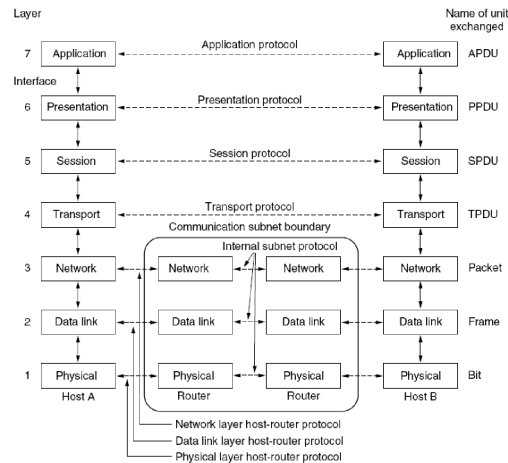 Layer
Name of unit
exchanged
7 Application Application protocol Application APDU
Interface
6 Presentation Presentation protocol Presentation PPDU
5 Session Session protocol Session SPDU
4 Transport Transport protocol Transport TPDU
Communication subnet boundary
Internal subnet protocol
3 Network Network Network Network Packet
2 Data link Data link Data link Data link Frame
1 Physical Physical Physical Physical Bit
Host A Router Router Host B
Network layer host-router protocol
Data link layer host-router protocol
Physical layer host-router protocol